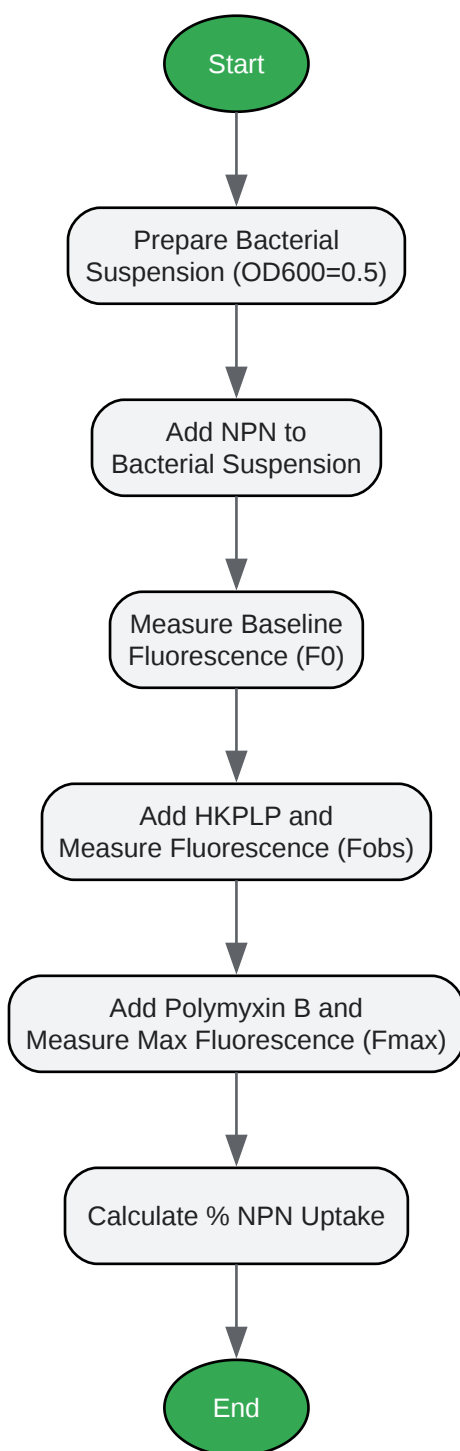 Start
Prepare Bacterial
Suspension (OD600=0.5)
Add NPN to
Bacterial Suspension
Measure Baseline
Fluorescence (F0)
Add HKPLP and
Measure Fluorescence (Fobs)
Add Polymyxin B and
Measure Max Fluorescence (Fmax)
Calculate % NPN Uptake
End